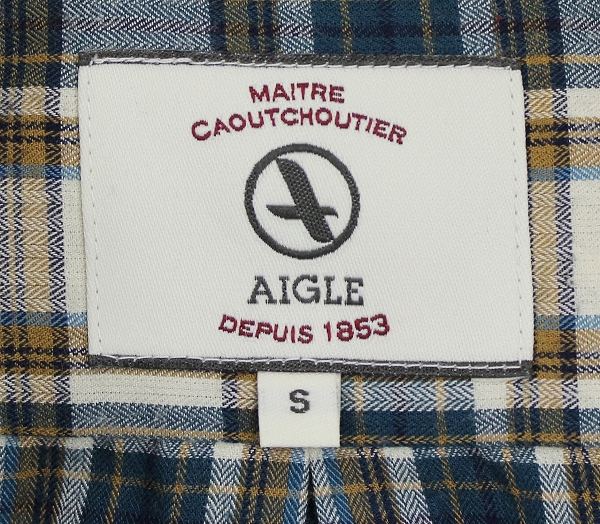 MAITRE
CAOUTCHOUTIER
AIGLE
DEPUIS 1853
S